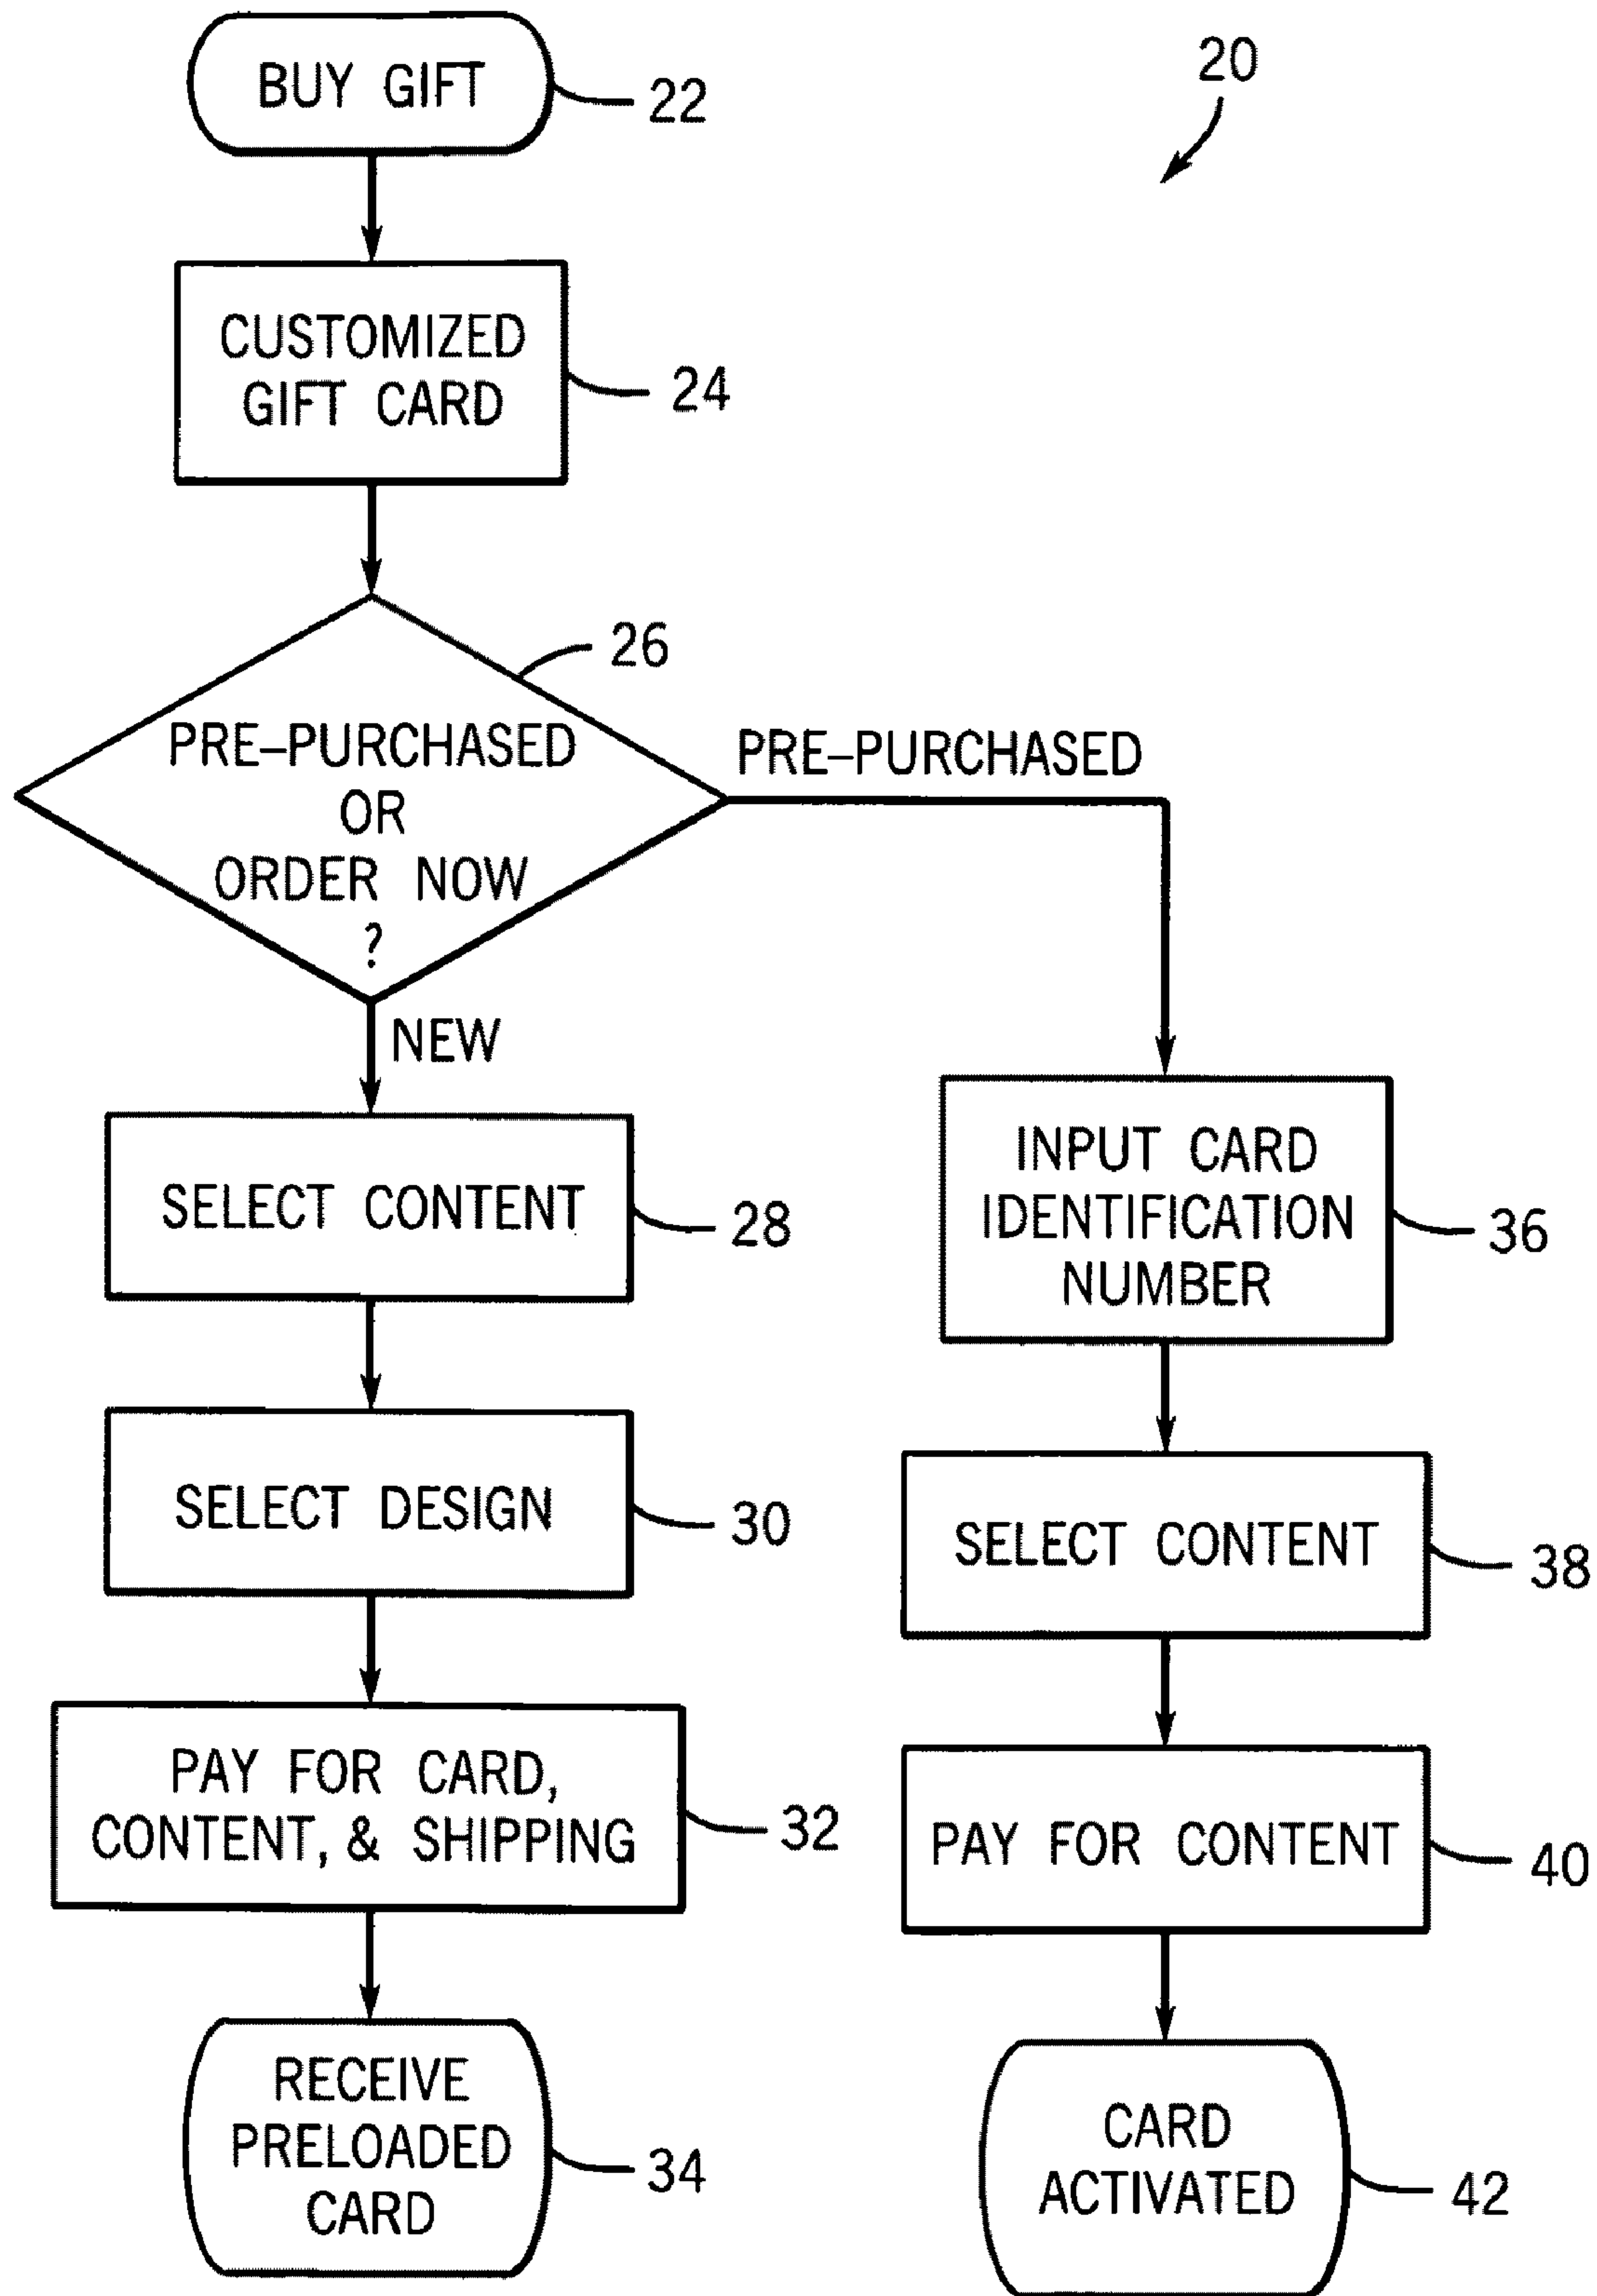 BUY GIFT
22
20
CUSTOMIZED
GIFT CARD
24
26
PRE–PURCHASED
OR
ORDER NOW
?
PRE–PURCHASED
NEW
SELECT CONTENT
28
SELECT DESIGN
30
PAY FOR CARD,
CONTENT, & SHIPPING
32
RECEIVE
PRELOADED
CARD
34
INPUT CARD
IDENTIFICATION
NUMBER
36
SELECT CONTENT
38
PAY FOR CONTENT
40
CARD
ACTIVATED
42